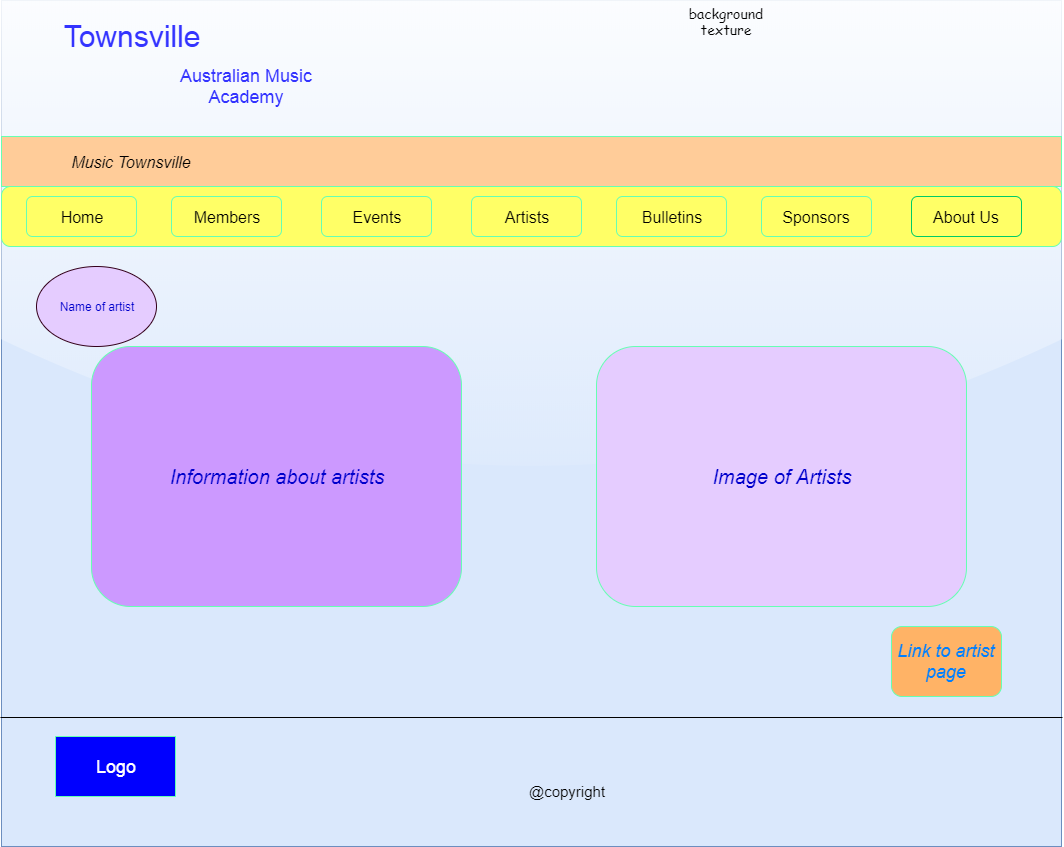 Townsville
background
texture
Australian Music
Academy
Music Townsville
Home
Members
Events
Artists
Bulletins
Sponsors
About Us
Name of artist
Information about artists
Image of Artists
Link to artist
page
Logo
@copyright